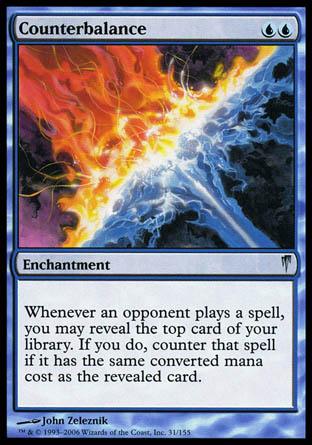 Counterbalance
Enchantment
Whenever an opponent plays a spell,
you may reveal the top card of your
library. If you do, counter that spell
if it has the same converted mana
cost as the revealed card.
John Zeleznik
™ & © 1993–2006 Wizards of the Coast, Inc. 31/155